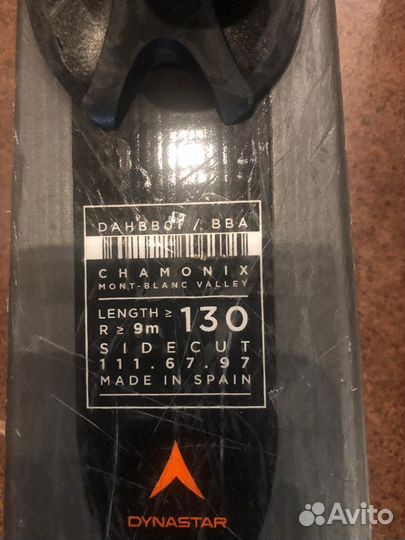 DAHBB01 / BBA
CHAMONIX
MONT-BLANC VALLEY
LENGTH ≥ 130
R ≥ 9m
SIDECUT
111.67.97
MADE IN SPAIN
DYNASTAR
Avito